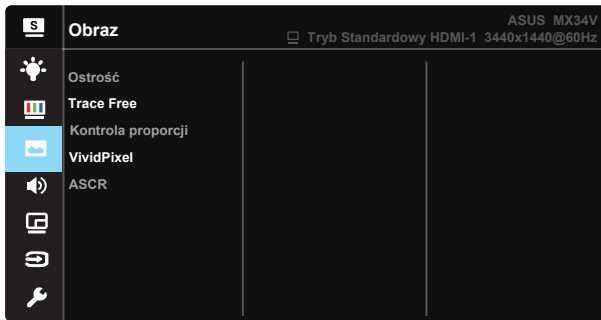 S
Obraz
ASUS MX34V
Tryb Standardowy HDMI-1 3440x1440@60Hz
Ostrość
Trace Free
Kontrola proporcji
VividPixel
ASCR